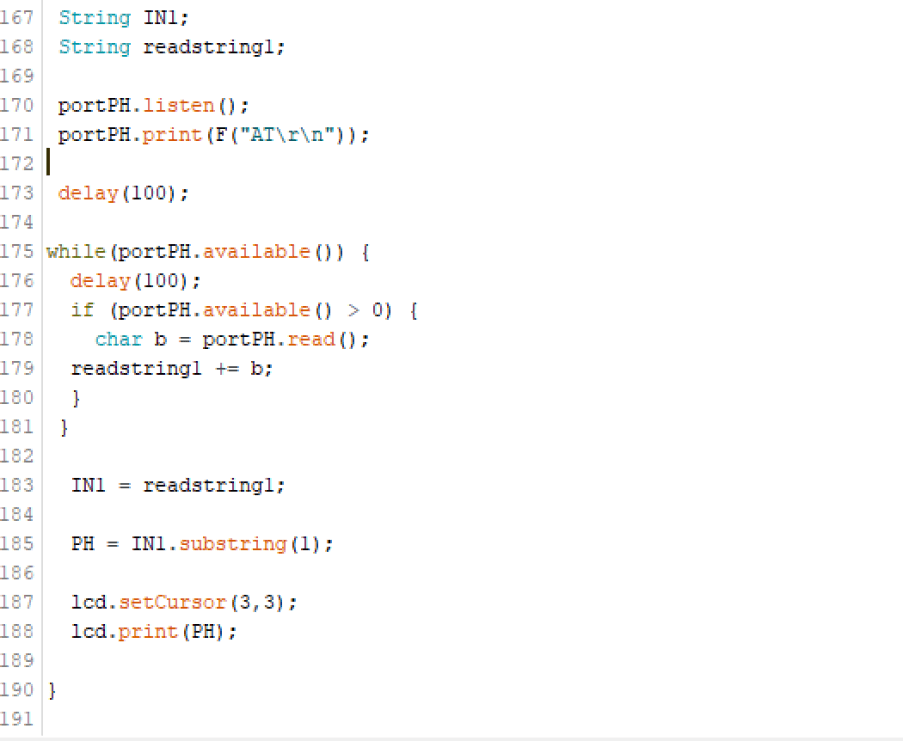 167 String IN1;
168 String readstring1;
169
170 portPH.listen();
171 portPH.print(F("AT\r\n"));
172
173 delay(100);
174
175 while(portPH.available()) {
176 delay(100);
177 if (portPH.available() > 0) {
178 char b = portPH.read();
179 readstring1 += b;
180 }
181 }
182
183 IN1 = readstring1;
184
185 PH = IN1.substring(1);
186
187 lcd.setCursor(3,3);
188 lcd.print(PH);
189
190 }
191